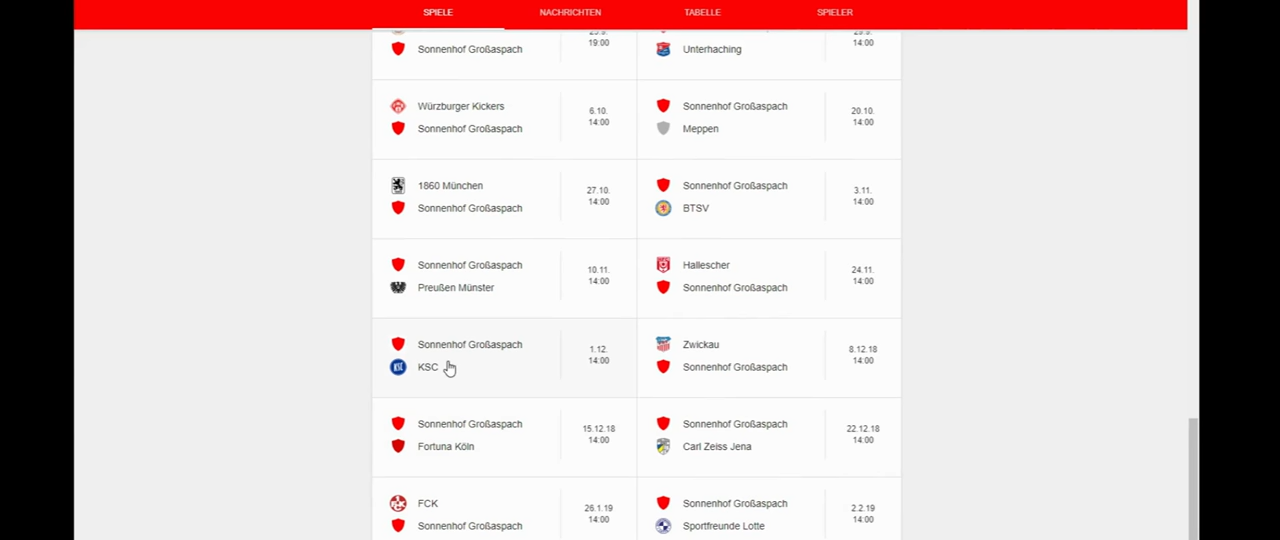 SPIELE NACHRICHTEN TABELLE SPIELER
Sonnenhof Großaspach
19:00
Unterhaching
14:00
Würzburger Kickers
Sonnenhof Großaspach
6.10.
14:00
Sonnenhof Großaspach
Meppen
20.10.
14:00
1860 München
Sonnenhof Großaspach
27.10.
14:00
Sonnenhof Großaspach
BTSV
3.11.
14:00
Sonnenhof Großaspach
Preußen Münster
10.11.
14:00
Hallescher
Sonnenhof Großaspach
24.11.
14:00
Sonnenhof Großaspach
KSC
1.12.
14:00
Zwickau
Sonnenhof Großaspach
8.12.18
14:00
Sonnenhof Großaspach
Fortuna Köln
15.12.18
14:00
Sonnenhof Großaspach
Carl Zeiss Jena
22.12.18
14:00
FCK
Sonnenhof Großaspach
26.1.19
14:00
Sonnenhof Großaspach
Sportfreunde Lotte
2.2.19
14:00